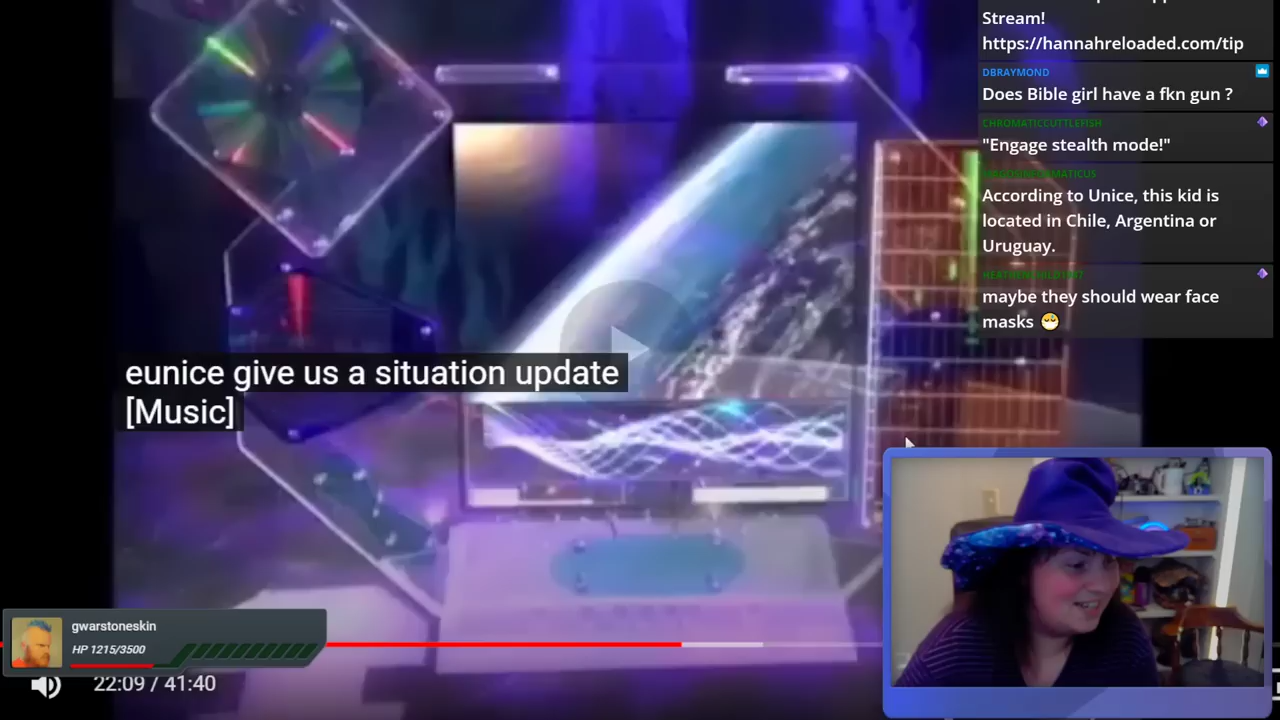 Stream!
https://hannahreloaded.com/tip
DBRAYMOND
Does Bible girl have a fkn gun ?
CHROMATICCUTTLEFISH
"Engage stealth mode!"
According to Unice, this kid is
located in Chile, Argentina or
Uruguay.
maybe they should wear face
masks 😷
eunice give us a situation update
[Music]
gwarstoneskin
HP 1215/3500
22:09 / 41:40